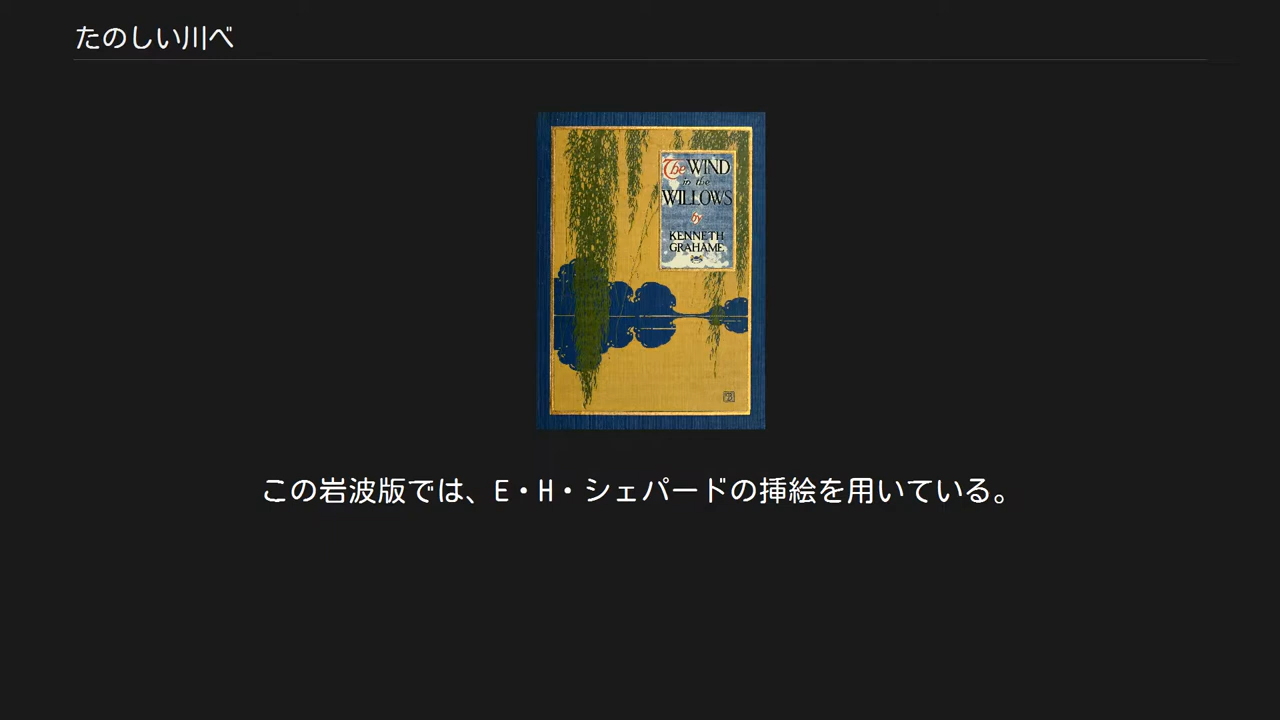 たのしい川べ
The WIND
in the
WILLOWS
by
KENNETH
GRAHAME
この岩波版では、E・H・シェパードの挿絵を用いている。